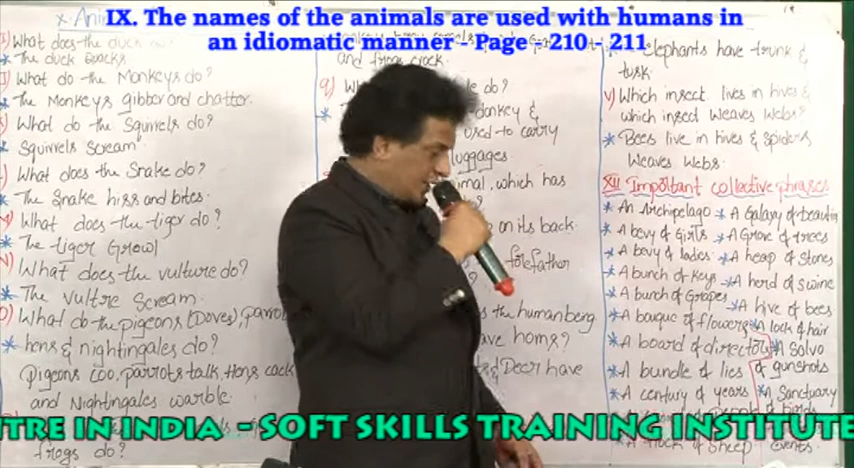 IX. The names of the animals are used with humans in
an idiomatic manner - Page - 210 - 211
x Ani
What does the duck
* The duck Quacks
What do the Monkeys do?
* The Monkeys gibber and chatter.
What do the Squirrels do?
* Squirrels Scream
What does the Snake do?
* The Snake hiss and bites.
What does the tiger do?
* The tiger Growl
What does the vulture do?
* The vultre Scream
What do the pigeons (Doves), parro
* hens & nightingales do?
Pigeons coo, parrots talk, Hens cack
and Nightingales warble
frogs do?
and frogs crock.
9)
do?
donkey &
used to carry
luggages
imal, which has
on its back.
forefather
the human being
have horns?
& Deer have
* Elephants have trunk &
tusk.
v) Which insect lives in hives &
which insect weaves webs?
* Bees live in hives & spiders
Weaves Webs.
XII Important collective phrases
* An Archipelago * A Galaxy of beauties
* A bevy of Girls * A Grove of trees
* A bevy of ladies * A heap of Stones
* A bunch of keys * A herd of swine
* A bunch of Grapes * A hive of bees
* A bouque of flowers * A lock of hair
* A board of directors * A Salvo
of gunshots
* A bundle of lies
* A century of years * A Sanctuary
of birds
* A flock of Sheep events
NTRE IN INDIA - SOFT SKILLS TRAINING INSTITUTE